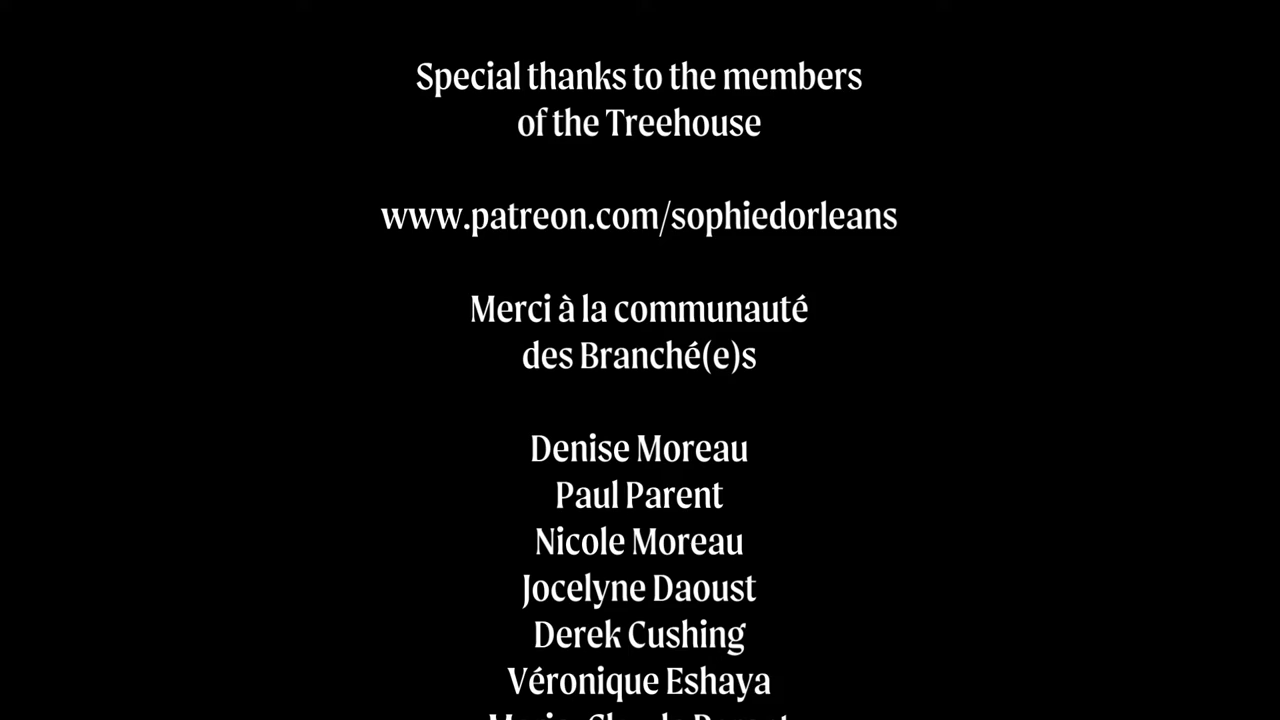 Special thanks to the members
of the Treehouse
www.patreon.com/sophiedorleans
Merci à la communauté
des Branché(e)s
Denise Moreau
Paul Parent
Nicole Moreau
Jocelyne Daoust
Derek Cushing
Véronique Eshaya